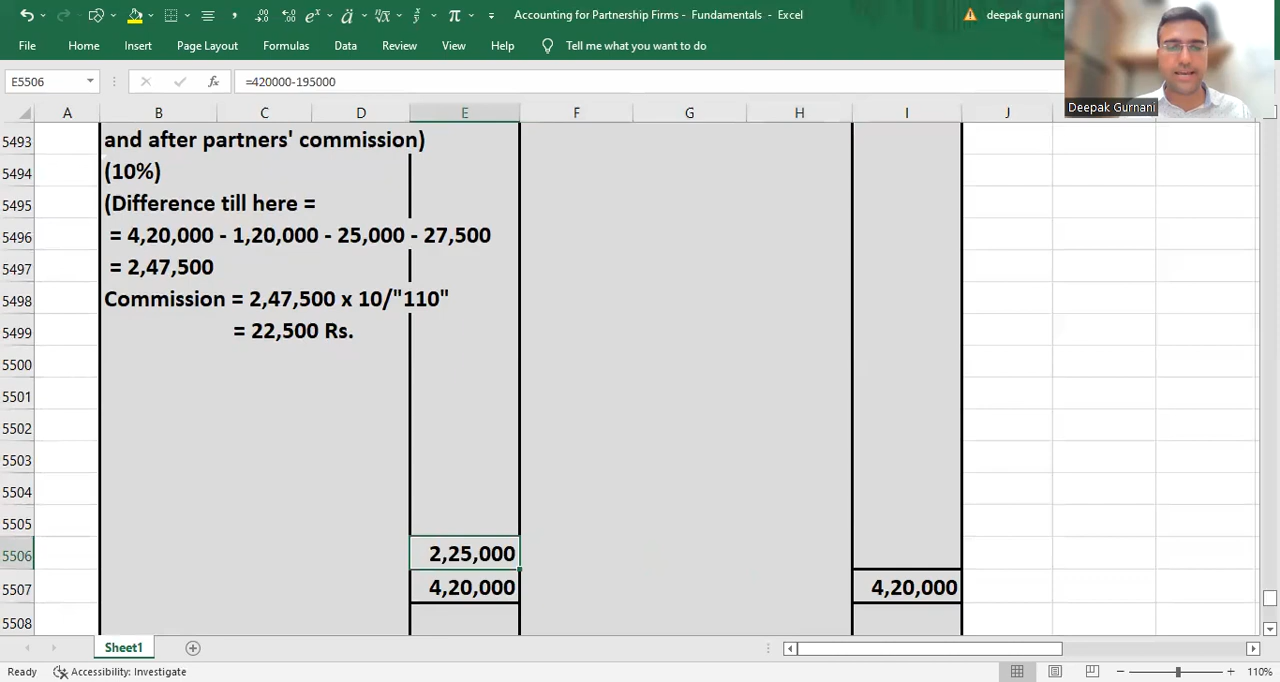 Accounting for Partnership Firms - Fundamentals - Excel
deepak gurnani
File Home Insert Page Layout Formulas Data Review View Help Tell me what you want to do
E5506 fx =420000-195000
Deepak Gurnani
A B C D E F G H I J
5493 and after partners' commission)
5494 (10%)
5495 (Difference till here =
5496 = 4,20,000 - 1,20,000 - 25,000 - 27,500
5497 = 2,47,500
5498 Commission = 2,47,500 x 10/"110"
5499 = 22,500 Rs.
5500
5501
5502
5503
5504
5505
5506 2,25,000
5507 4,20,000 4,20,000
5508
Sheet1
Ready Accessibility: Investigate 110%